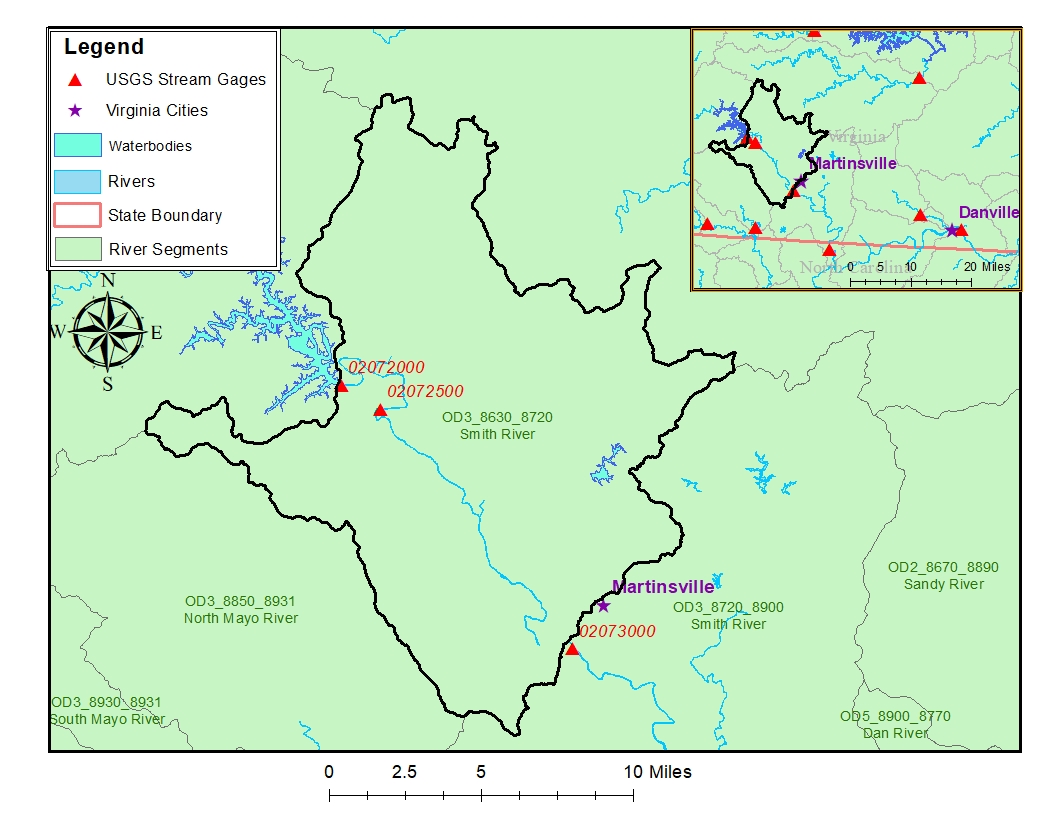 Legend
USGS Stream Gages
Virginia Cities
Waterbodies
Rivers
State Boundary
River Segments
Virginia
Martinsville
Danville
North Carolina
0 5 10 20 Miles
N
W E
S
02072000
02072500
OD3_8630_8720
Smith River
Martinsville
OD2_8670_8890
Sandy River
OD3_8850_8931
North Mayo River
OD3_8720_8900
Smith River
02073000
OD3_8930_8931
South Mayo River
OD5_8900_8770
Dan River
0 2.5 5 10 Miles